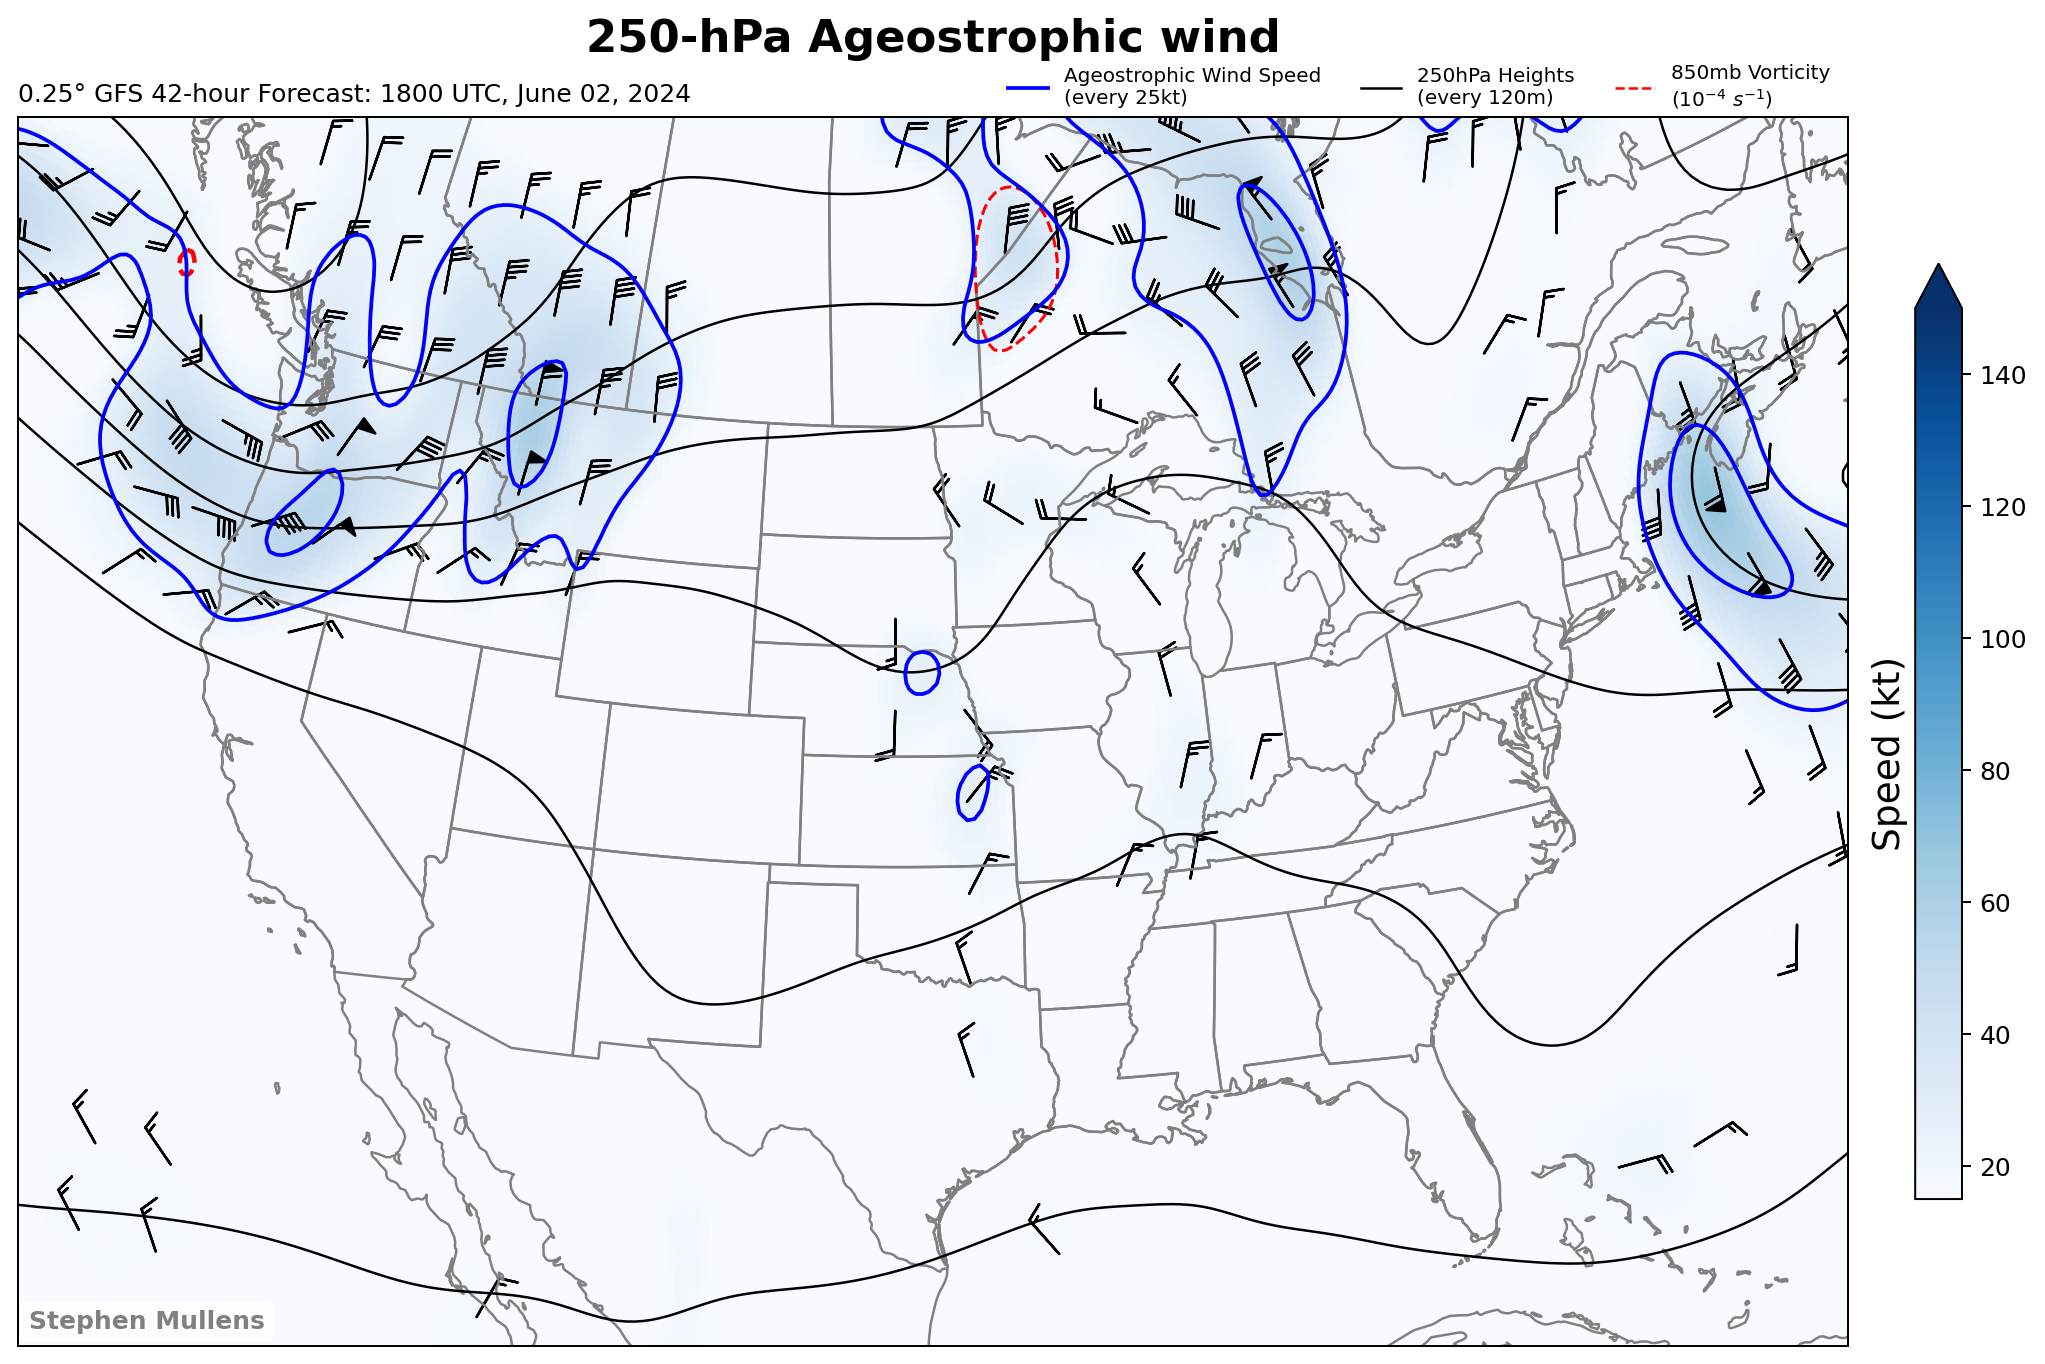 250-hPa Ageostrophic wind
0.25° GFS 42-hour Forecast: 1800 UTC, June 02, 2024
Ageostrophic Wind Speed
(every 25kt)
250hPa Heights
(every 120m)
850mb Vorticity
(10⁻⁴ s⁻¹)
140
120
100
80
60
40
20
Speed (kt)
Stephen Mullens